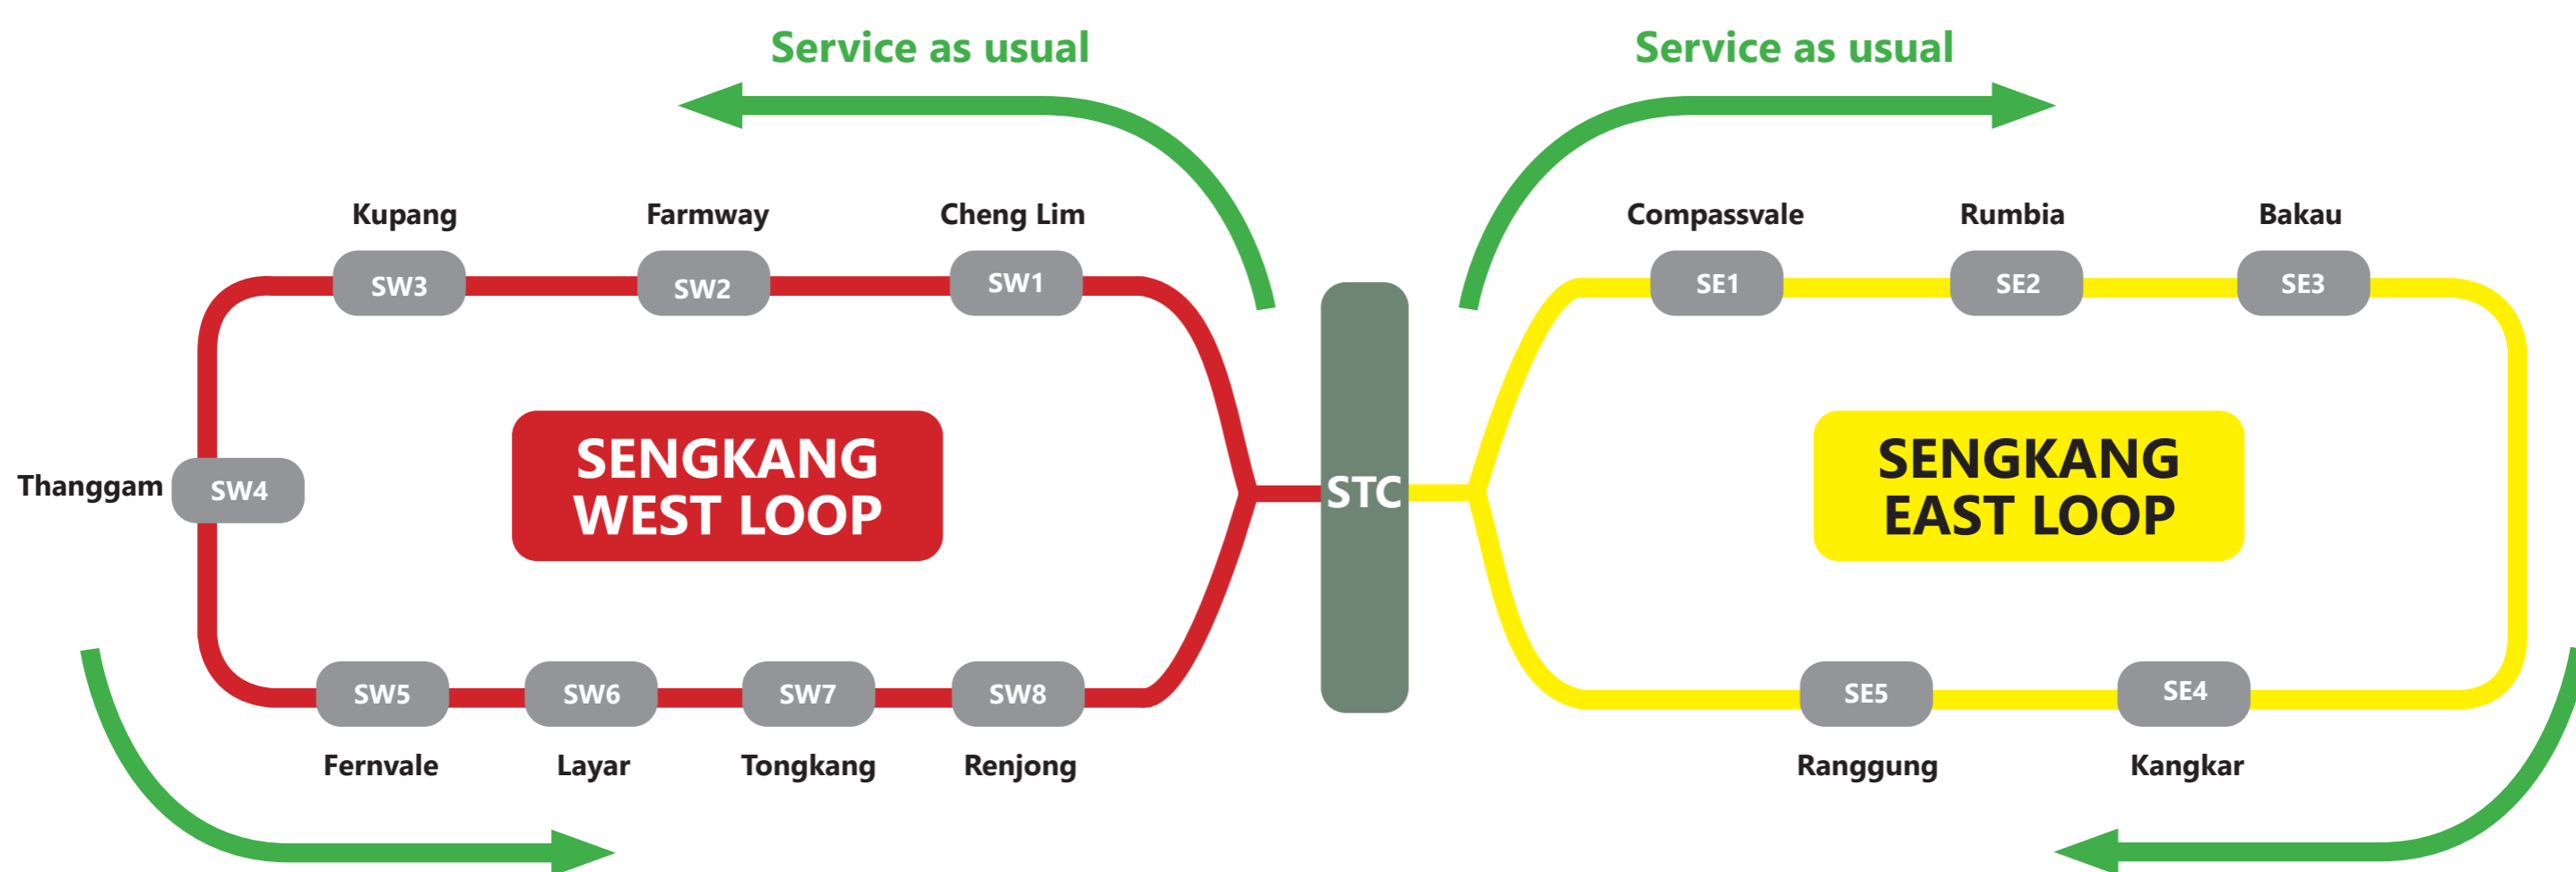 Service as usual
Service as usual
Kupang
Farmway
Cheng Lim
Compassvale
Rumbia
Bakau
SW3
SW2
SW1
SE1
SE2
SE3
Thanggam
SW4
SENGKANG
WEST LOOP
STC
SENGKANG
EAST LOOP
SW5
SW6
SW7
SW8
SE5
SE4
Fernvale
Layar
Tongkang
Renjong
Ranggung
Kangkar